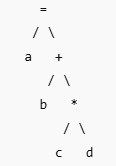 =
/ \
a +
/ \
b *
/ \
c d